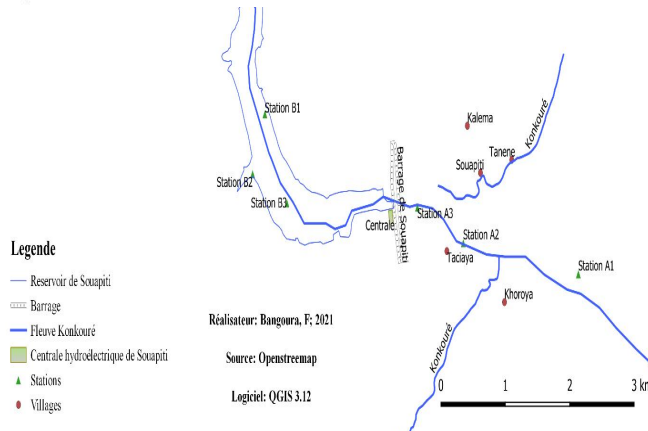 Station B1
Kalema
Konkouré
Tanene
Souapiti
Barrage de Souapiti
Station B2
Station B3
Station A3
Centrale
Station A2
Taciaya
Station A1
Khoroya
Konkouré
Legende
Reservoir de Souapiti
Barrage
Fleuve Konkouré
Centrale hydroélectrique de Souapiti
Stations
Villages
Réalisateur: Bangoura, F; 2021
Source: Openstreemap
Logiciel: QGIS 3.12
0 1 2 3 km